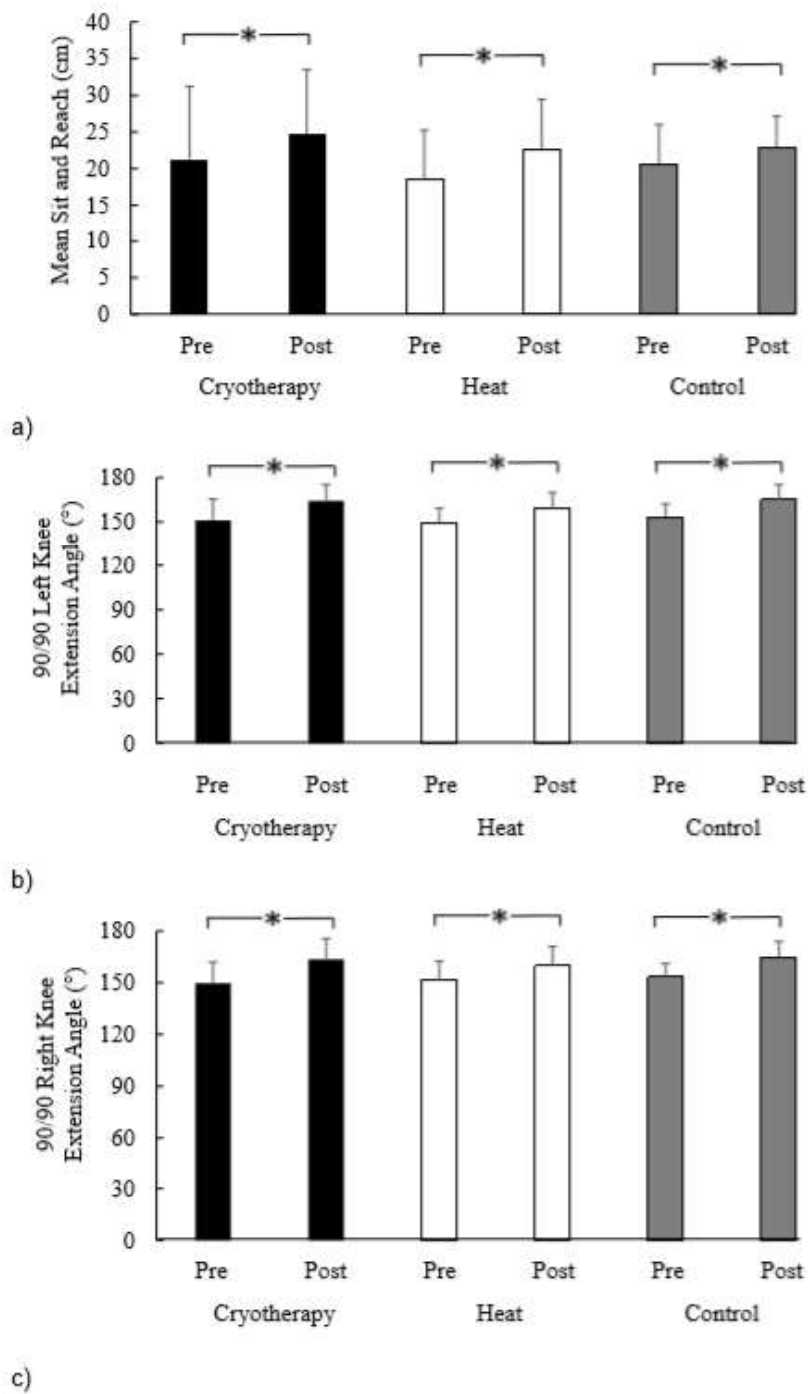 40
35
30
25
20
15
10
5
0
Mean Sit and Reach (cm)
* * *
Pre Post Pre Post Pre Post
Cryotherapy Heat Control
a)
180
150
120
90
60
30
0
90/90 Left Knee
Extension Angle (°)
* * *
Pre Post Pre Post Pre Post
Cryotherapy Heat Control
b)
180
150
120
90
60
30
0
90/90 Right Knee
Extension Angle (°)
* * *
Pre Post Pre Post Pre Post
Cryotherapy Heat Control
c)